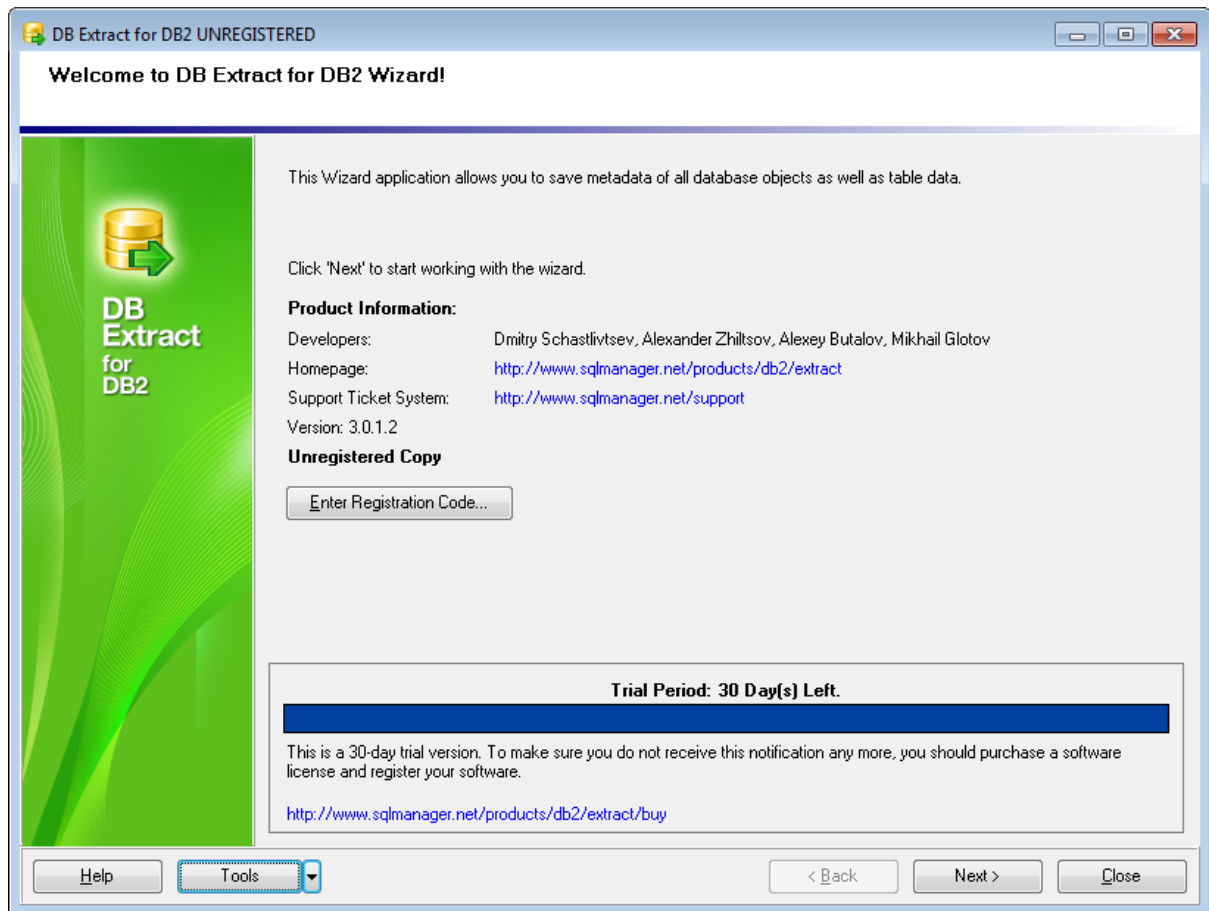 DB Extract for DB2 UNREGISTERED
Welcome to DB Extract for DB2 Wizard!
DB
Extract
for
DB2
This Wizard application allows you to save metadata of all database objects as well as table data.
Click 'Next' to start working with the wizard.
Product Information:
Developers: Dmitry Schastlivtsev, Alexander Zhiltsov, Alexey Butalov, Mikhail Glotov
Homepage: http://www.sqlmanager.net/products/db2/extract
Support Ticket System: http://www.sqlmanager.net/support
Version: 3.0.1.2
Unregistered Copy
Enter Registration Code...
Trial Period: 30 Day(s) Left.
This is a 30-day trial version. To make sure you do not receive this notification any more, you should purchase a software
license and register your software.
http://www.sqlmanager.net/products/db2/extract/buy
Help Tools < Back Next > Close